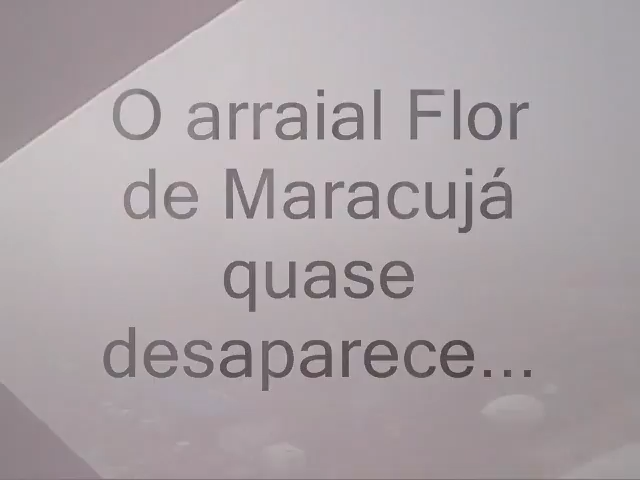 O arraial Flor
de Maracujá
quase
desaparece...